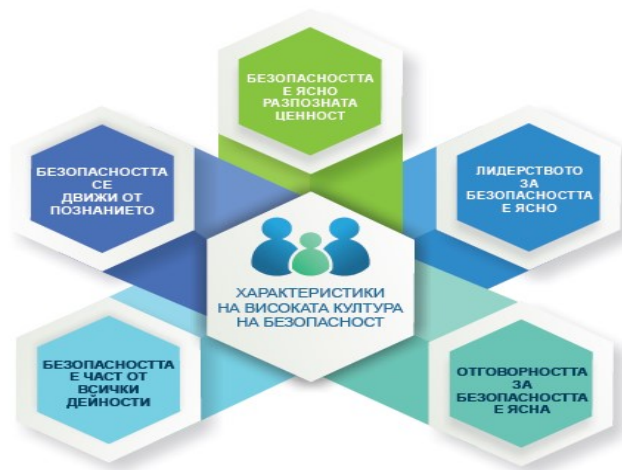 БЕЗОПАСНОСТТА
Е ЯСНО
РАЗПОЗНАТА
ЦЕННОСТ
БЕЗОПАСНОСТТА
СЕ
ДВИЖИ ОТ
ПОЗНАНИЕТО
ЛИДЕРСТВОТО
ЗА
БЕЗОПАСНОСТТА
Е ЯСНО
ХАРАКТЕРИСТИКИ
НА ВИСОКАТА КУЛТУРА
НА БЕЗОПАСНОСТ
БЕЗОПАСНОСТТА
Е ЧАСТ ОТ
ВСИЧКИ
ДЕЙНОСТИ
ОТГОВОРНОСТТА
ЗА
БЕЗОПАСНОСТТА
Е ЯСНА